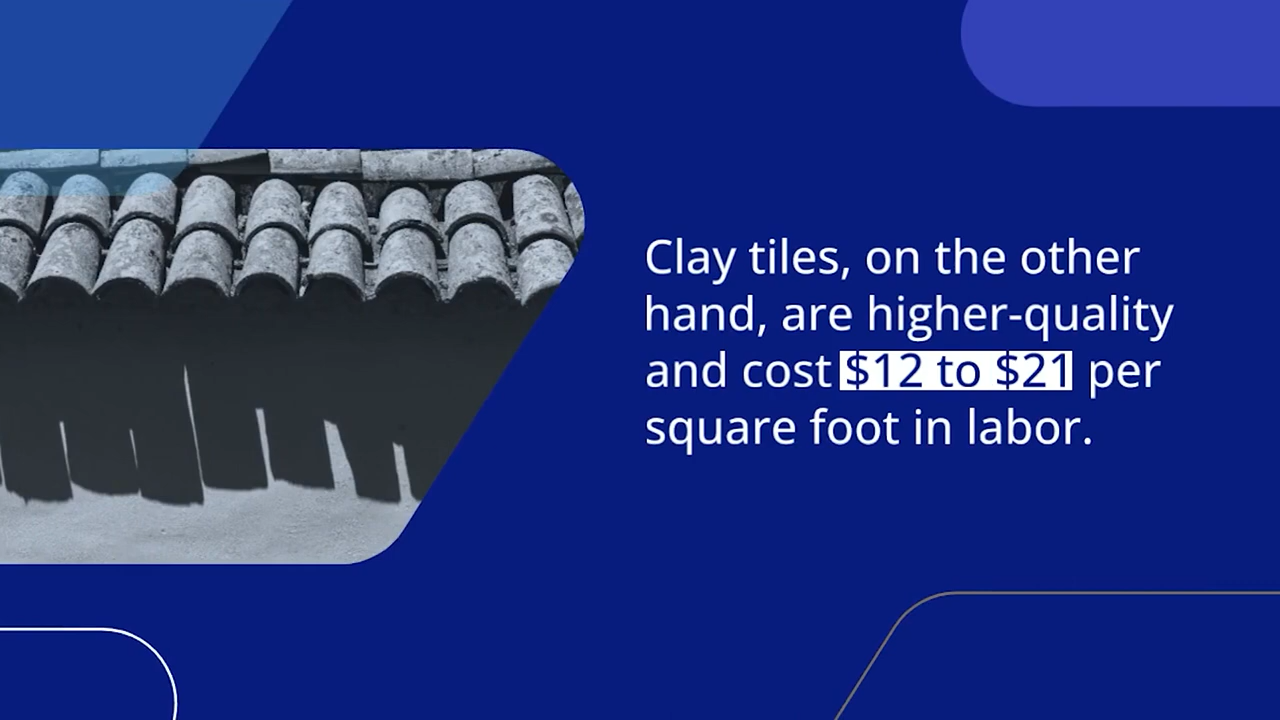 Clay tiles, on the other
hand, are higher-quality
and cost $12 to $21 per
square foot in labor.